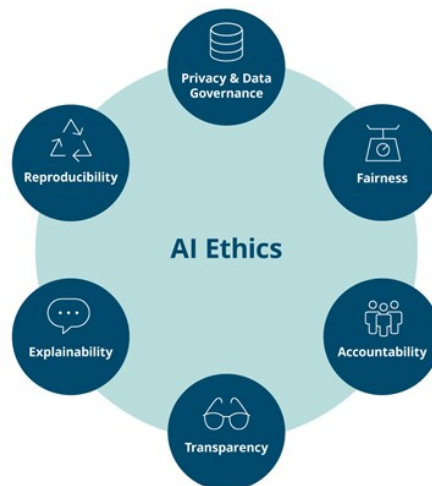 Privacy & Data
Governance
Reproducibility
Fairness
AI Ethics
Explainability
Accountability
Transparency